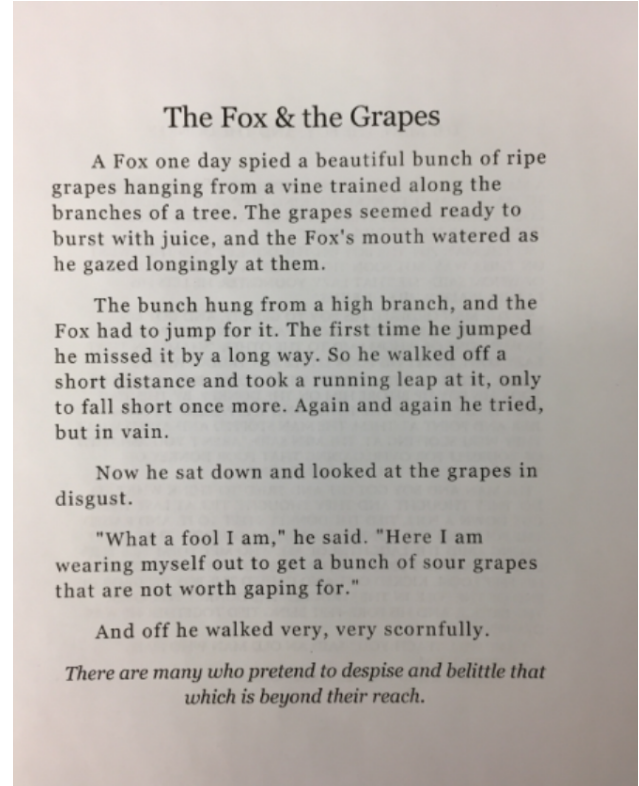 The Fox & the Grapes
A Fox one day spied a beautiful bunch of ripe
grapes hanging from a vine trained along the
branches of a tree. The grapes seemed ready to
burst with juice, and the Fox's mouth watered as
he gazed longingly at them.
The bunch hung from a high branch, and the
Fox had to jump for it. The first time he jumped
he missed it by a long way. So he walked off a
short distance and took a running leap at it, only
to fall short once more. Again and again he tried,
but in vain.
Now he sat down and looked at the grapes in
disgust.
"What a fool I am," he said. "Here I am
wearing myself out to get a bunch of sour grapes
that are not worth gaping for."
And off he walked very, very scornfully.
There are many who pretend to despise and belittle that
which is beyond their reach.